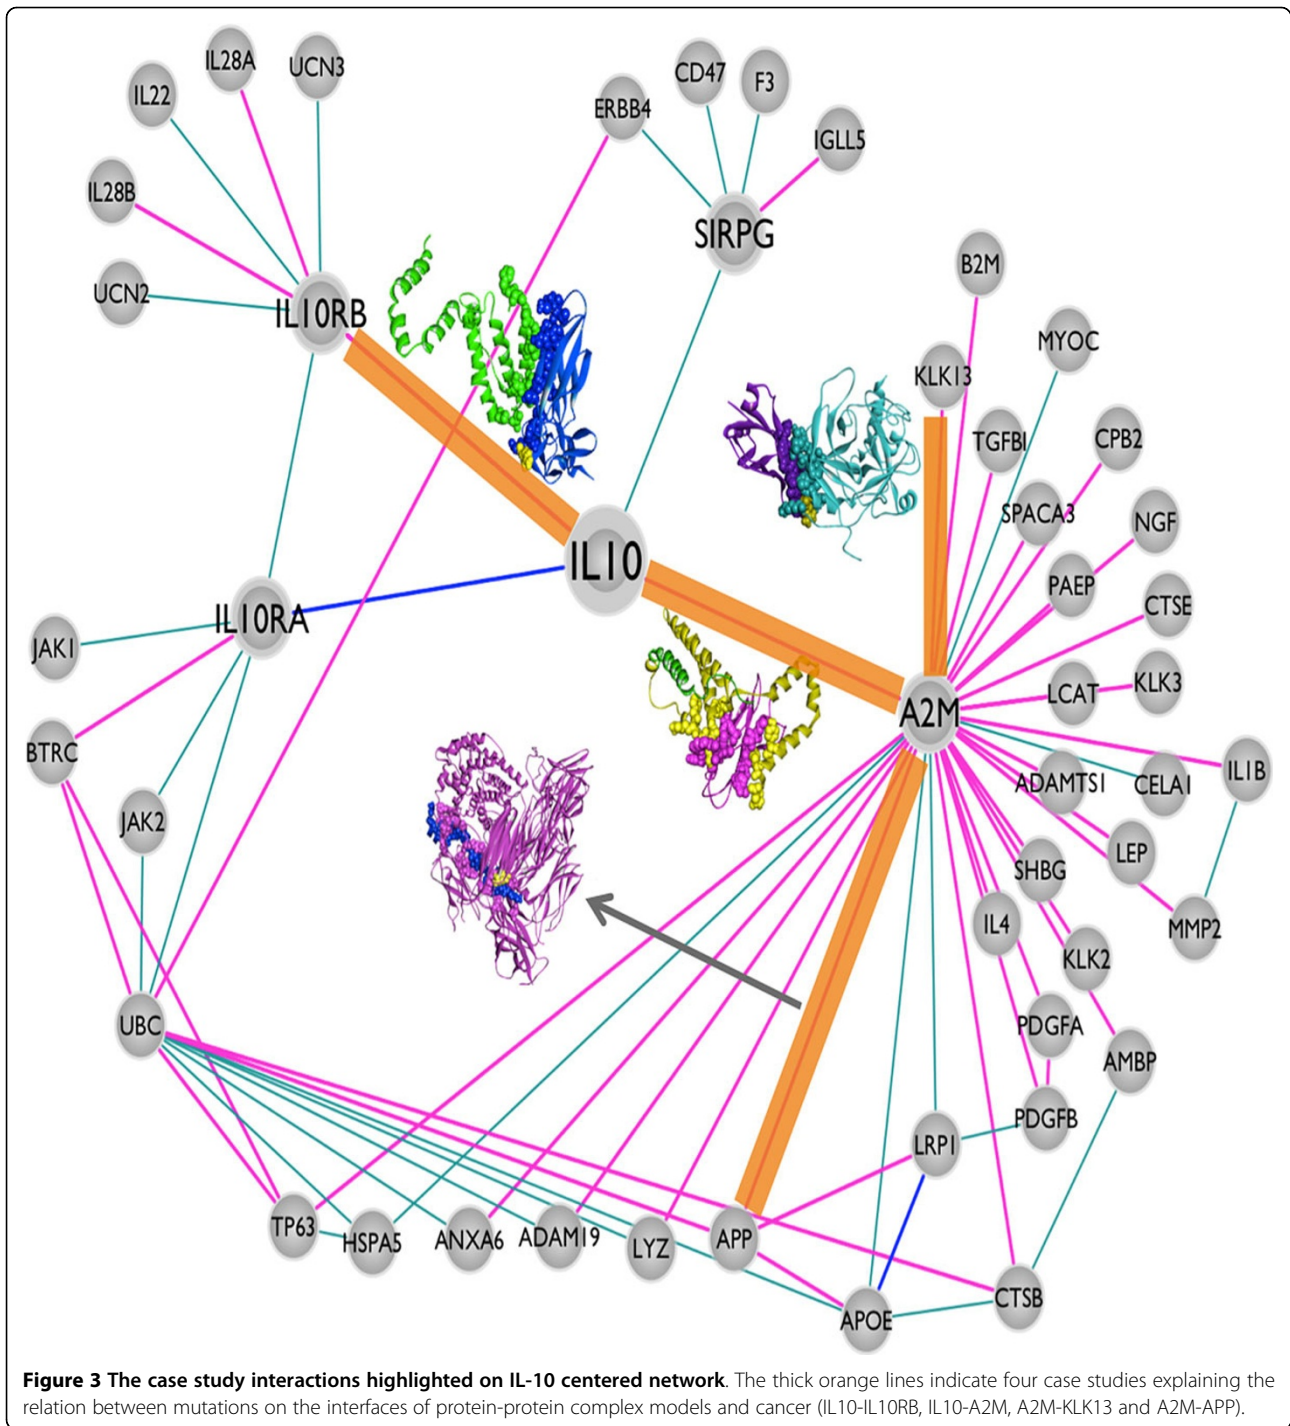 IL28A
UCN3
IL22
IL28B
UCN2
IL10RB
ERBB4
CD47
F3
IGLL5
SIRPG
B2M
MYOC
KLK13
TGFBI
CPB2
SPACA3
NGF
PAEP
CTSE
LCAT
KLK3
IL10
A2M
IL10RA
JAK1
BTRC
JAK2
ADAMTS1
CELA1
IL1B
LEP
SHBG
MMP2
IL4
KLK2
PDGFA
AMBP
PDGFB
LRP1
UBC
TP63
HSPA5
ANXA6
ADAM19
LYZ
APP
APOE
CTSB
Figure 3 The case study interactions highlighted on IL-10 centered network. The thick orange lines indicate four case studies explaining the
relation between mutations on the interfaces of protein-protein complex models and cancer (IL10-IL10RB, IL10-A2M, A2M-KLK13 and A2M-APP).